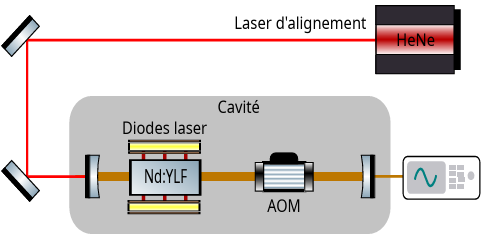 Laser d'alignement
HeNe
Cavité
Diodes laser
Nd:YLF
AOM